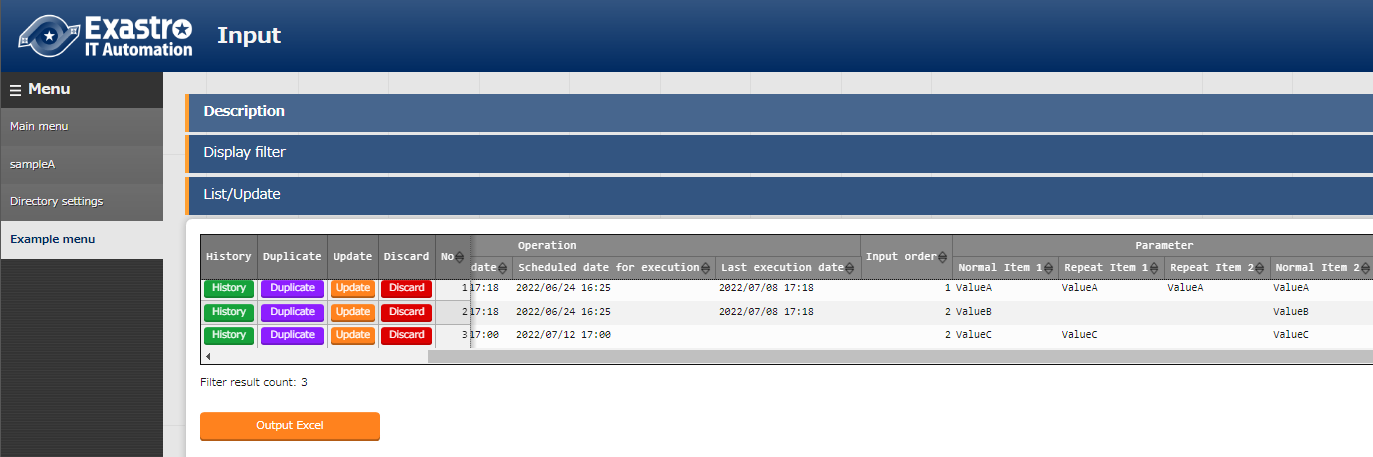 Exastro
IT Automation
Input
Menu
Main menu
sampleA
Directory settings
Example menu
Description
Display filter
List/Update
History Duplicate Update Discard No Operation Input order Parameter
date Scheduled date for execution Last execution date Normal Item 1 Repeat Item 1 Repeat Item 2 Normal Item 2
History Duplicate Update Discard 1 17:18 2022/06/24 16:25 2022/07/08 17:18 1 ValueA ValueA ValueA ValueA
History Duplicate Update Discard 2 17:18 2022/06/24 16:25 2022/07/08 17:18 2 ValueB ValueB
History Duplicate Update Discard 3 17:00 2022/07/12 17:00 2 ValueC ValueC ValueC
Filter result count: 3
Output Excel